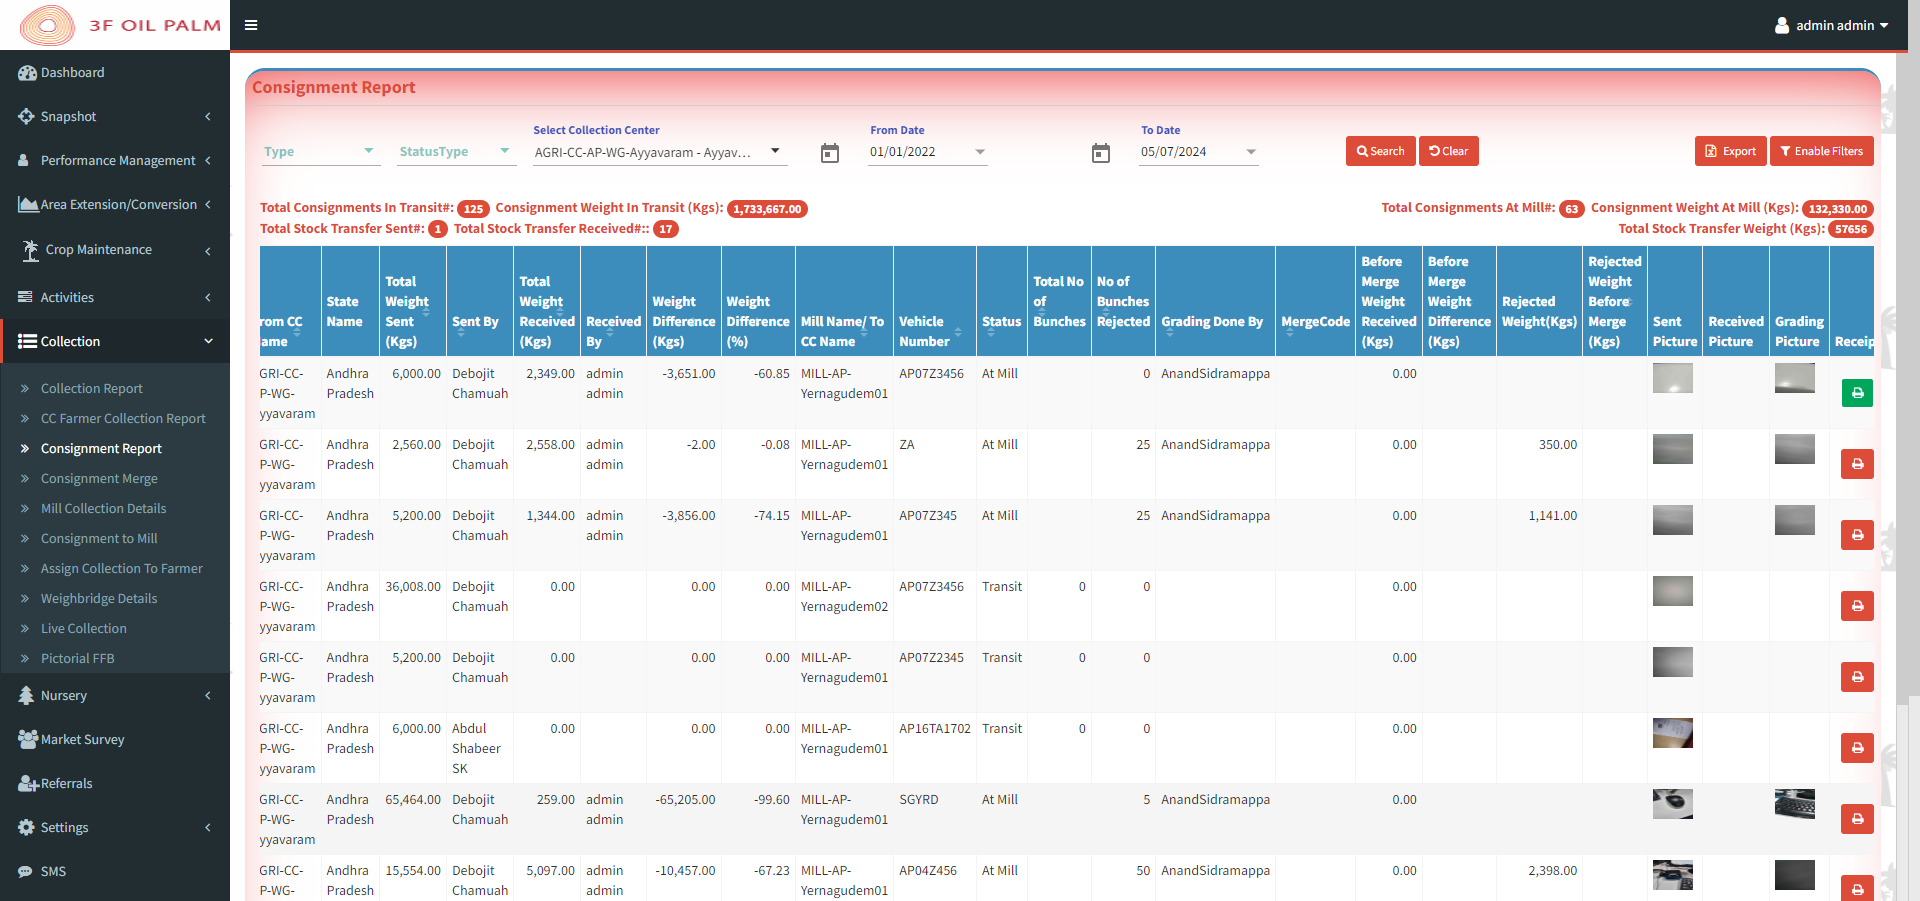 3F OIL PALM
admin admin
Dashboard
Snapshot
Performance Management
Area Extension/Conversion
Crop Maintenance
Activities
Collection
Collection Report
CC Farmer Collection Report
Consignment Report
Consignment Merge
Mill Collection Details
Consignment to Mill
Assign Collection To Farmer
Weighbridge Details
Live Collection
Pictorial FFB
Nursery
Market Survey
Referrals
Settings
SMS
Consignment Report
Select Collection Center From Date To Date
Type StatusType AGRI-CC-AP-WG-Ayyavaram - Ayyav... 01/01/2022 05/07/2024 Search Clear Export Enable Filters
Total Consignments In Transit#: 125 Consignment Weight In Transit (Kgs): 1,733,667.00 Total Consignments At Mill#: 63 Consignment Weight At Mill (Kgs): 132,330.00
Total Stock Transfer Sent#: 1 Total Stock Transfer Received#:: 17 Total Stock Transfer Weight (Kgs): 57656
Before Before Rejected
Total Total Total No No of Merge Merge Weight
Weight State Weight Weight Weight of Bunches Weight Weight Rejected Before
rom CC Name Sent Sent By Received Received Difference Difference Mill Name/ To Vehicle Status Bunches Rejected Grading Done By MergeCode Received Difference Weight(Kgs) Merge Sent Received Grading
ame (Kgs) (Kgs) By (Kgs) (%) CC Name Number (Kgs) (Kgs) (Kgs) Picture Picture Picture Receip
GRI-CC- Andhra 6,000.00 Debojit 2,349.00 admin -3,651.00 -60.85 MILL-AP- AP07Z3456 At Mill 0 AnandSidramappa 0.00
P-WG- Pradesh Chamuah admin Yernagudem01
yyavaram
GRI-CC- Andhra 2,560.00 Debojit 2,558.00 admin -2.00 -0.08 MILL-AP- ZA At Mill 25 AnandSidramappa 0.00 350.00
P-WG- Pradesh Chamuah admin Yernagudem01
yyavaram
GRI-CC- Andhra 5,200.00 Debojit 1,344.00 admin -3,856.00 -74.15 MILL-AP- AP07Z345 At Mill 25 AnandSidramappa 0.00 1,141.00
P-WG- Pradesh Chamuah admin Yernagudem01
yyavaram
GRI-CC- Andhra 36,008.00 Debojit 0.00 0.00 0.00 MILL-AP- AP07Z3456 Transit 0 0 0.00
P-WG- Pradesh Chamuah Yernagudem02
yyavaram
GRI-CC- Andhra 5,200.00 Debojit 0.00 0.00 0.00 MILL-AP- AP07Z2345 Transit 0 0 0.00
P-WG- Pradesh Chamuah Yernagudem01
yyavaram
GRI-CC- Andhra 6,000.00 Abdul 0.00 0.00 0.00 MILL-AP- AP16TA1702 Transit 0 0 0.00
P-WG- Pradesh Shabeer Yernagudem01
yyavaram SK
GRI-CC- Andhra 65,464.00 Debojit 259.00 admin -65,205.00 -99.60 MILL-AP- SGYRD At Mill 5 AnandSidramappa 0.00
P-WG- Pradesh Chamuah admin Yernagudem01
yyavaram
GRI-CC- Andhra 15,554.00 Debojit 5,097.00 admin -10,457.00 -67.23 MILL-AP- AP04Z456 At Mill 50 AnandSidramappa 0.00 2,398.00
P-WG- Pradesh Chamuah admin Yernagudem01